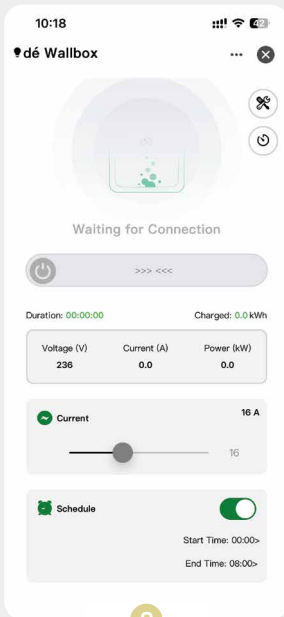 10:18
42
dé Wallbox
Waiting for Connection
>>> <<<
Duration: 00:00:00 Charged: 0.0 kWh
Voltage (V) Current (A) Power (kW)
236 0.0 0.0
Current 16 A
16
Schedule
Start Time: 00:00>
End Time: 08:00>